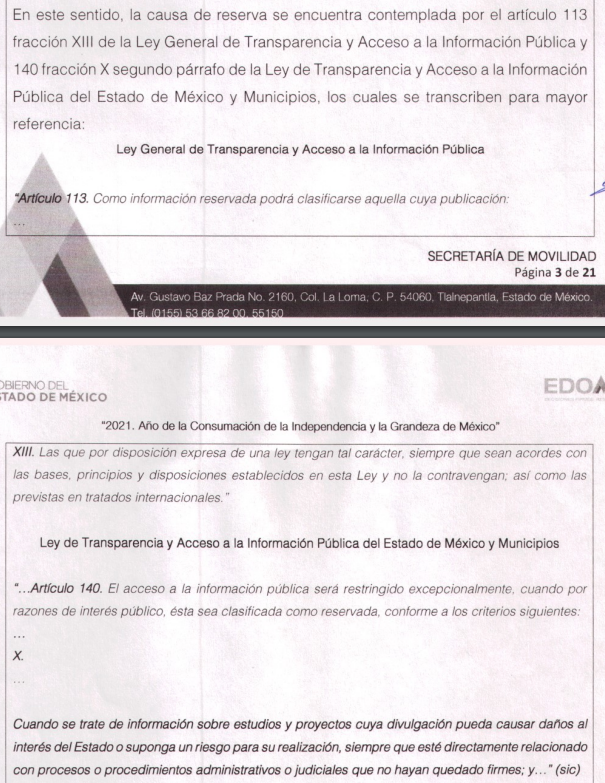 En este sentido, la causa de reserva se encuentra contemplada por el artículo 113
fracción XIII de la Ley General de Transparencia y Acceso a la Información Pública y
140 fracción X segundo párrafo de la Ley de Transparencia y Acceso a la Información
Pública del Estado de México y Municipios, los cuales se transcriben para mayor
referencia:
Ley General de Transparencia y Acceso a la Información Pública
"Artículo 113. Como información reservada podrá clasificarse aquella cuya publicación:
...
SECRETARÍA DE MOVILIDAD
Página 3 de 21
Av. Gustavo Baz Prada No. 2160, Col. La Loma, C. P. 54060, Tlalnepantla, Estado de México.
Tel. (0155) 53 66 82 00, 55150
OBIERNO DEL
STADO DE MÉXICO
EDOM
"2021. Año de la Consumación de la Independencia y la Grandeza de México"
XIII. Las que por disposición expresa de una ley tengan tal carácter, siempre que sean acordes con
las bases, principios y disposiciones establecidos en esta Ley y no la contravengan; así como las
previstas en tratados internacionales."
Ley de Transparencia y Acceso a la Información Pública del Estado de México y Municipios
"...Artículo 140. El acceso a la información pública será restringido excepcionalmente, cuando por
razones de interés público, ésta sea clasificada como reservada, conforme a los criterios siguientes:
...
X.
...
Cuando se trate de información sobre estudios y proyectos cuya divulgación pueda causar daños al
interés del Estado o suponga un riesgo para su realización, siempre que esté directamente relacionado
con procesos o procedimientos administrativos o judiciales que no hayan quedado firmes; y..." (sic)